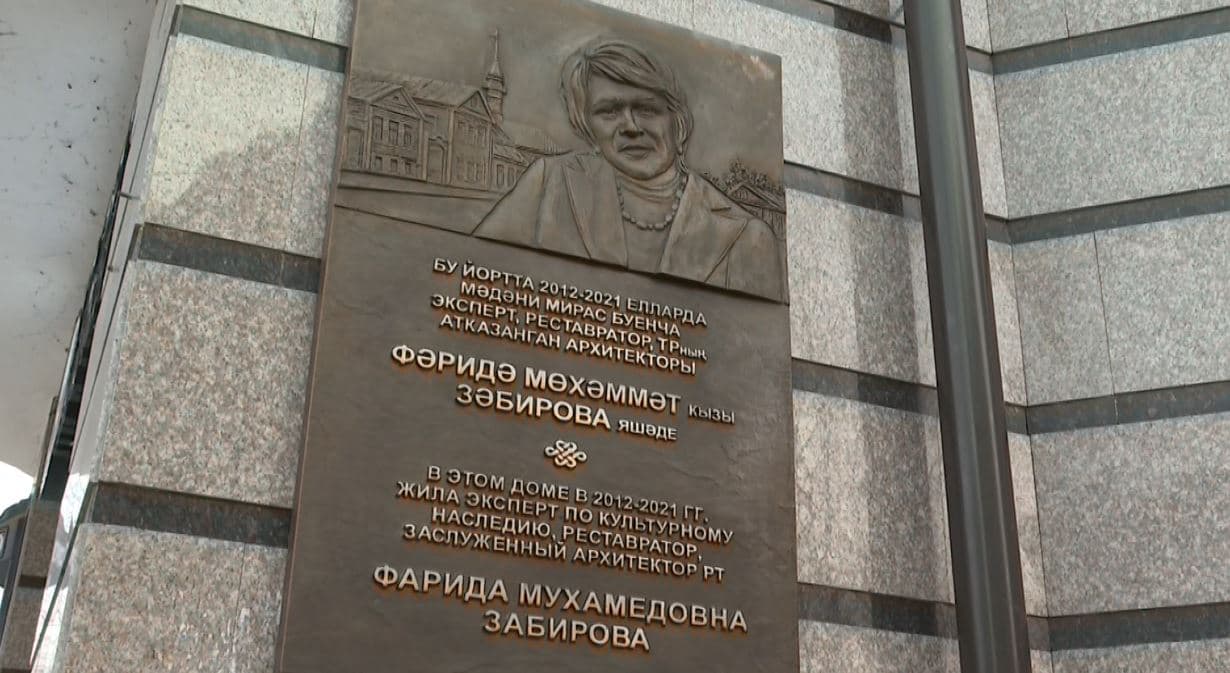 БУ ЙОРТТА 2012-2021 ЕЛЛАРДА
МӘДӘНИ МИРАС БУЕНЧА
ЭКСПЕРТ, РЕСТАВРАТОР, ТРның
АТКАЗАНГАН АРХИТЕКТОРЫ
ФӘРИДӘ МӨХӘММӘТ КЫЗЫ
ЗӘБИРОВА ЯШӘДЕ
В ЭТОМ ДОМЕ В 2012-2021 ГГ.
ЖИЛА ЭКСПЕРТ ПО КУЛЬТУРНОМУ
НАСЛЕДИЮ, РЕСТАВРАТОР,
ЗАСЛУЖЕННЫЙ АРХИТЕКТОР РТ
ФАРИДА МУХАМЕДОВНА
ЗАБИРОВА